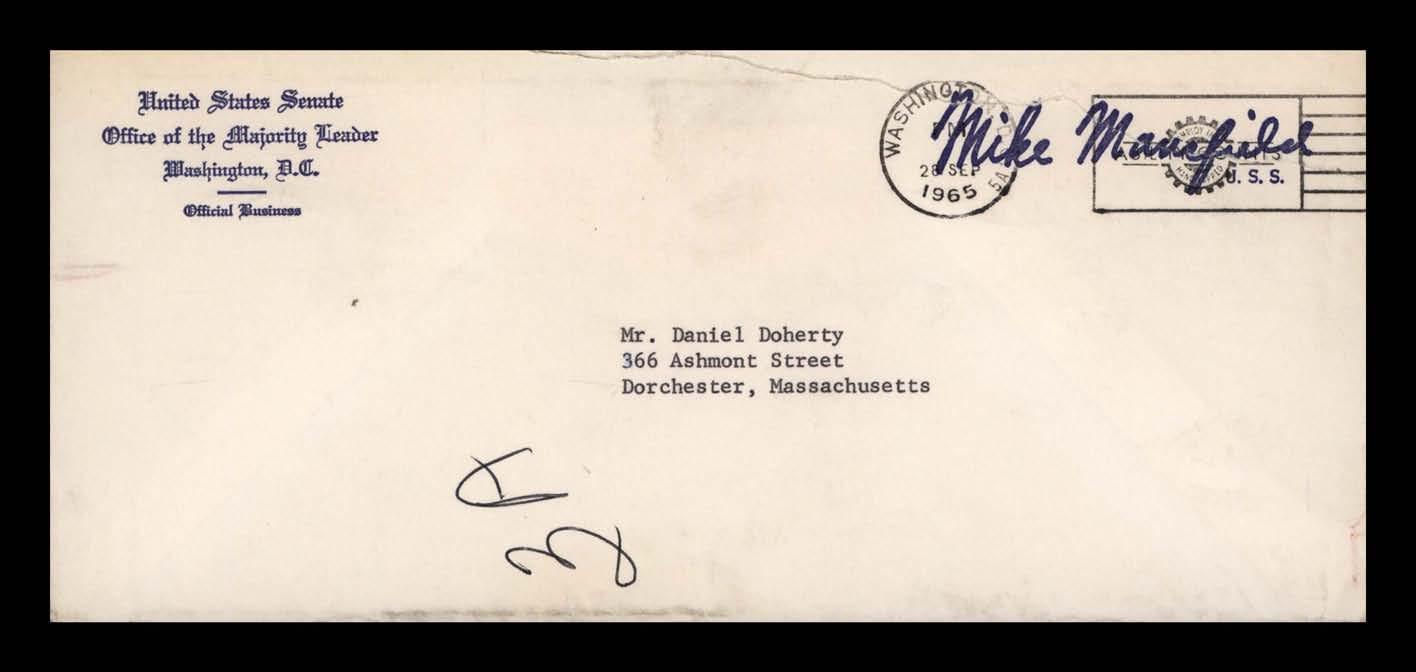 United States Senate
Office of the Majority Leader
Washington, D.C.
Official Business
WASHINGTON, D.C.
28 SEP
1965
5A
Mike Mansfield
U. S. S.
Mr. Daniel Doherty
366 Ashmont Street
Dorchester, Massachusetts